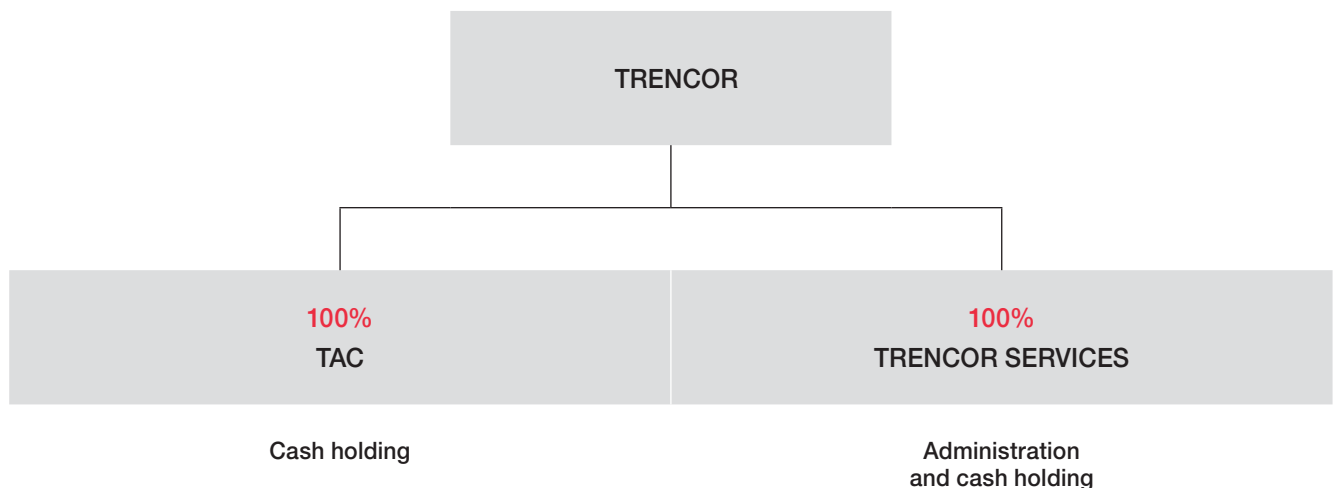 TRENCOR
100%
TAC
100%
TRENCOR SERVICES
Cash holding
Administration
and cash holding